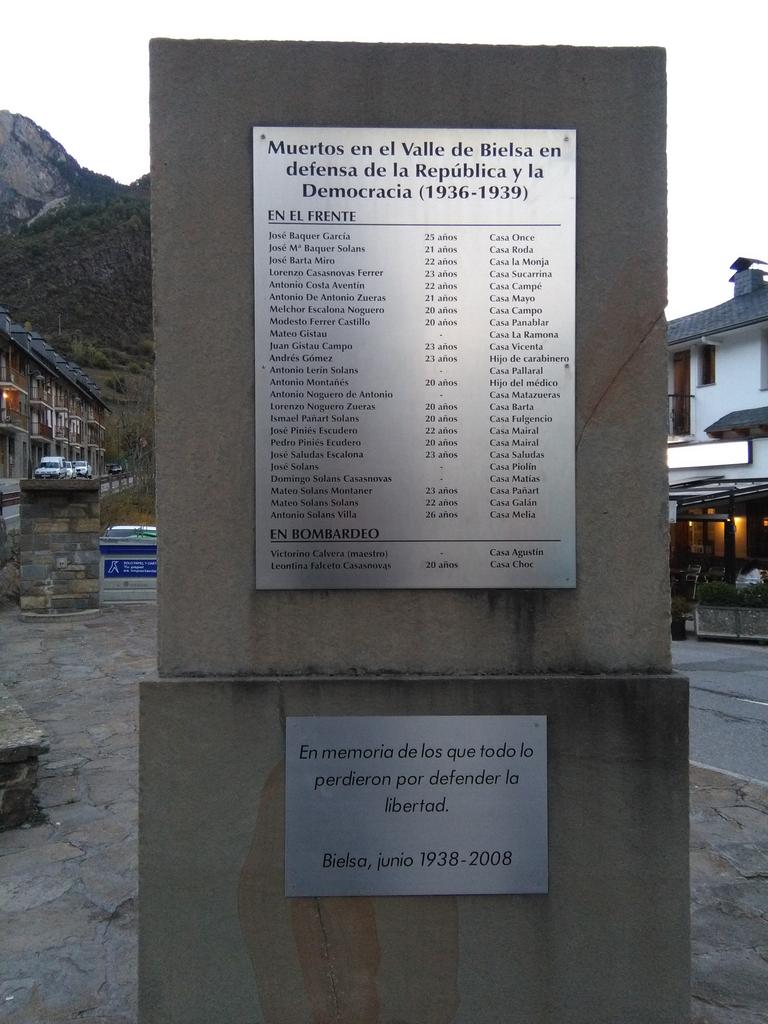 Muertos en el Valle de Bielsa en
defensa de la República y la
Democracia (1936-1939)
EN EL FRENTE
José Baquer García 25 años Casa Once
José Mª Baquer Solans 21 años Casa Roda
José Barta Miro 22 años Casa la Monja
Lorenzo Casasnovas Ferrer 23 años Casa Sucarrina
Antonio Costa Aventín 22 años Casa Campé
Antonio De Antonio Zueras 21 años Casa Mayo
Melchor Escalona Noguero 20 años Casa Campo
Modesto Ferrer Castillo 20 años Casa Panablar
Mateo Gistau - Casa La Ramona
Juan Gistau Campo 23 años Casa Vicenta
Andrés Gómez 23 años Hijo de carabinero
Antonio Lerín Solans - Casa Pallaral
Antonio Montañés 20 años Hijo del médico
Antonio Noguero de Antonio - Casa Matazueras
Lorenzo Noguero Zueras 20 años Casa Barta
Ismael Pañart Solans 20 años Casa Fulgencio
José Piniés Escudero 22 años Casa Mairal
Pedro Piniés Ecudero 20 años Casa Mairal
José Saludas Escalona 23 años Casa Saludas
José Solans - Casa Piolín
Domingo Solans Casasnovas - Casa Matías
Mateo Solans Montaner 23 años Casa Pañart
Mateo Solans Solans 22 años Casa Galán
Antonio Solans Villa 26 años Casa Melia
EN BOMBARDEO
Victorino Calvera (maestro) - Casa Agustín
Leontina Falceto Casasnovas 20 años Casa Choc
En memoria de los que todo lo
perdieron por defender la
libertad.
Bielsa, junio 1938-2008
SOLO PAPEL Y CARTÓN